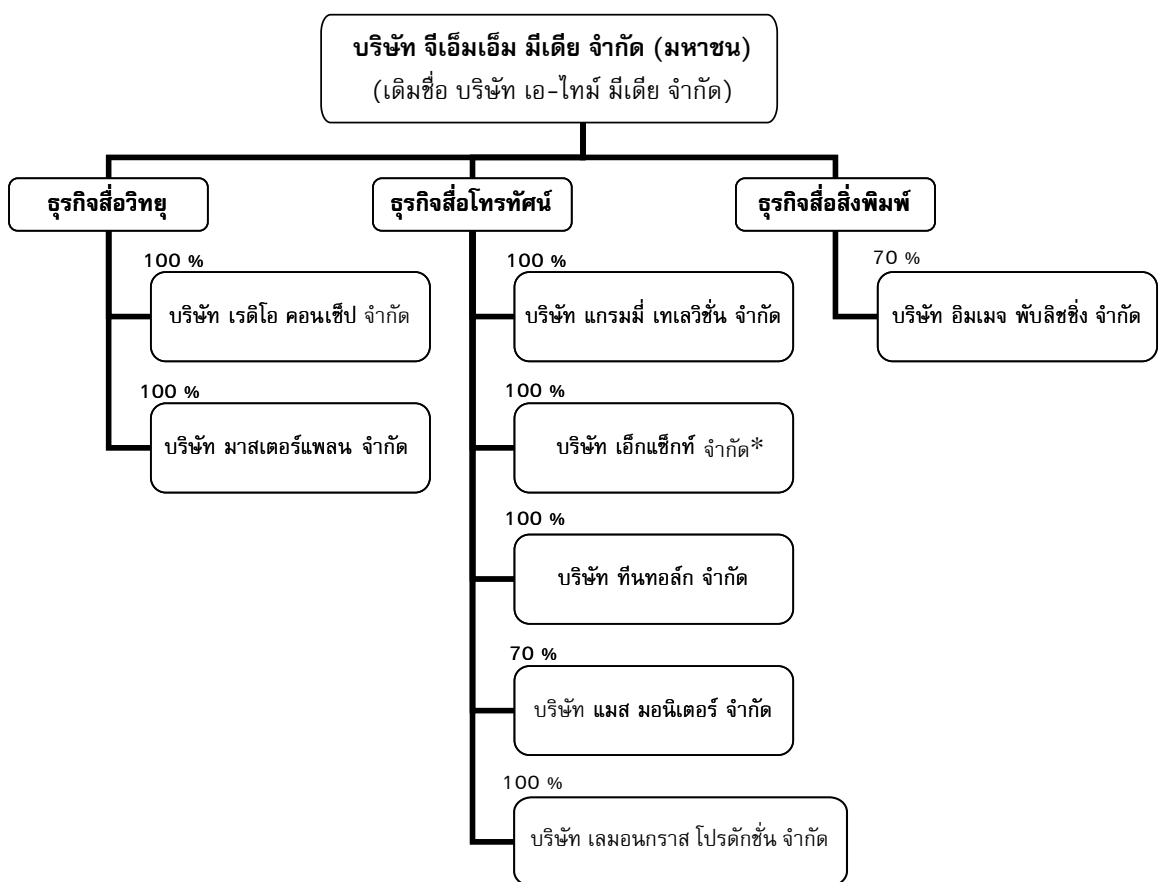 บริษัท จีเอ็มเอ็ม มีเดีย จำกัด (มหาชน)
(เดิมชื่อ บริษัท เอ-ไทม์ มีเดีย จำกัด)
ธุรกิจสื่อวิทยุ
100 %
บริษัท เรดิโอ คอนเซ็ป จำกัด
100 %
บริษัท มาสเตอร์แพลน จำกัด
ธุรกิจสื่อโทรทัศน์
100 %
บริษัท แกรมมี่ เทเลวิชั่น จำกัด
100 %
บริษัท เอ็กแซ็กท์ จำกัด*
100 %
บริษัท ทีนทอล์ก จำกัด
70 %
บริษัท แมส มอนิเตอร์ จำกัด
100 %
บริษัท เลมอนกราส โปรดักชั่น จำกัด
ธุรกิจสื่อสิ่งพิมพ์
70 %
บริษัท อิมเมจ พับลิชชิ่ง จำกัด